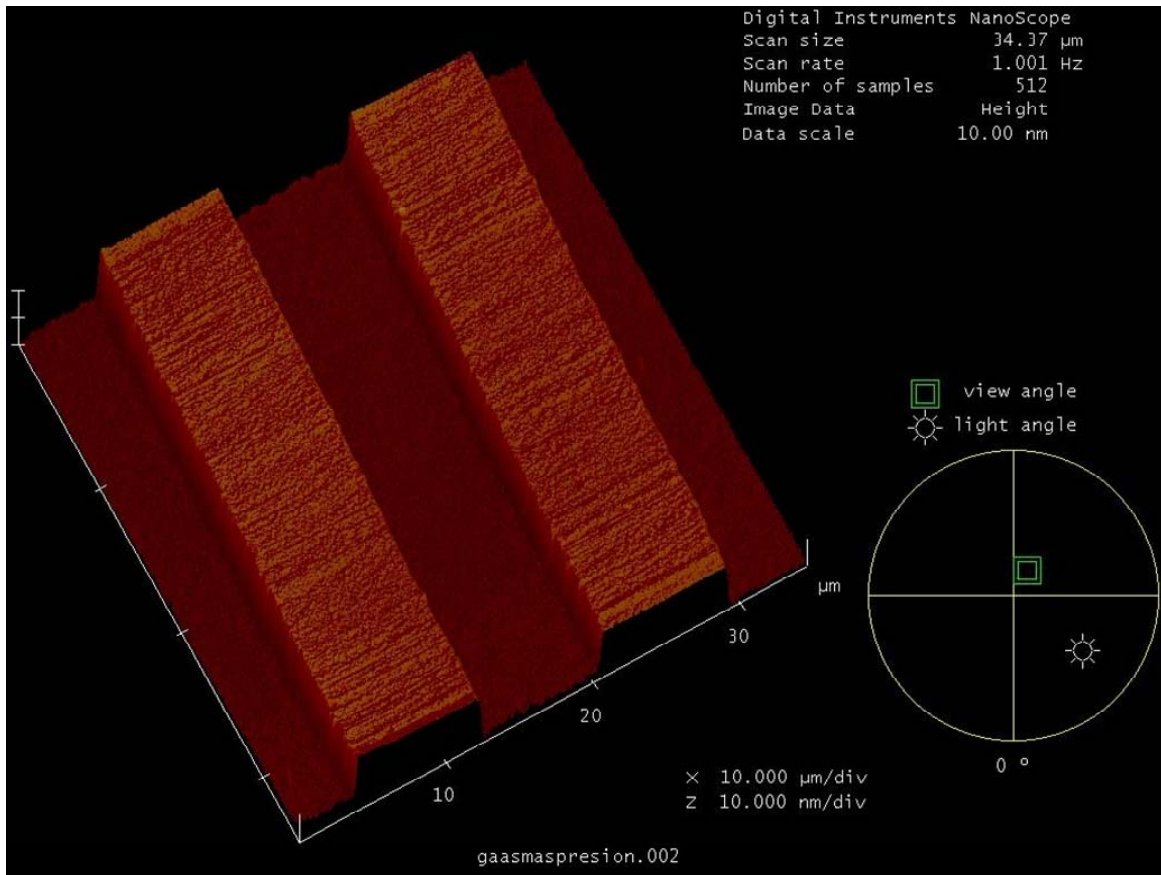 Digital Instruments NanoScope
Scan size 34.37 µm
Scan rate 1.001 Hz
Number of samples 512
Image Data Height
Data scale 10.00 nm
view angle
light angle
µm
30
20
10
0 º
X 10.000 µm/div
Z 10.000 nm/div
gaasmaspresion.002